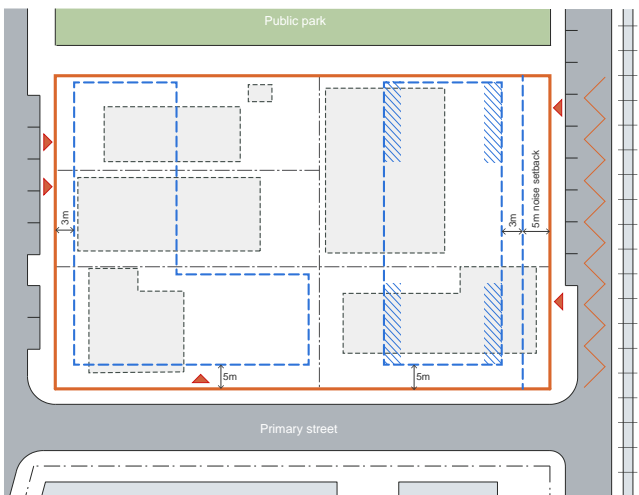 Public park
3m
3m
5m noise setback
5m
5m
Primary street